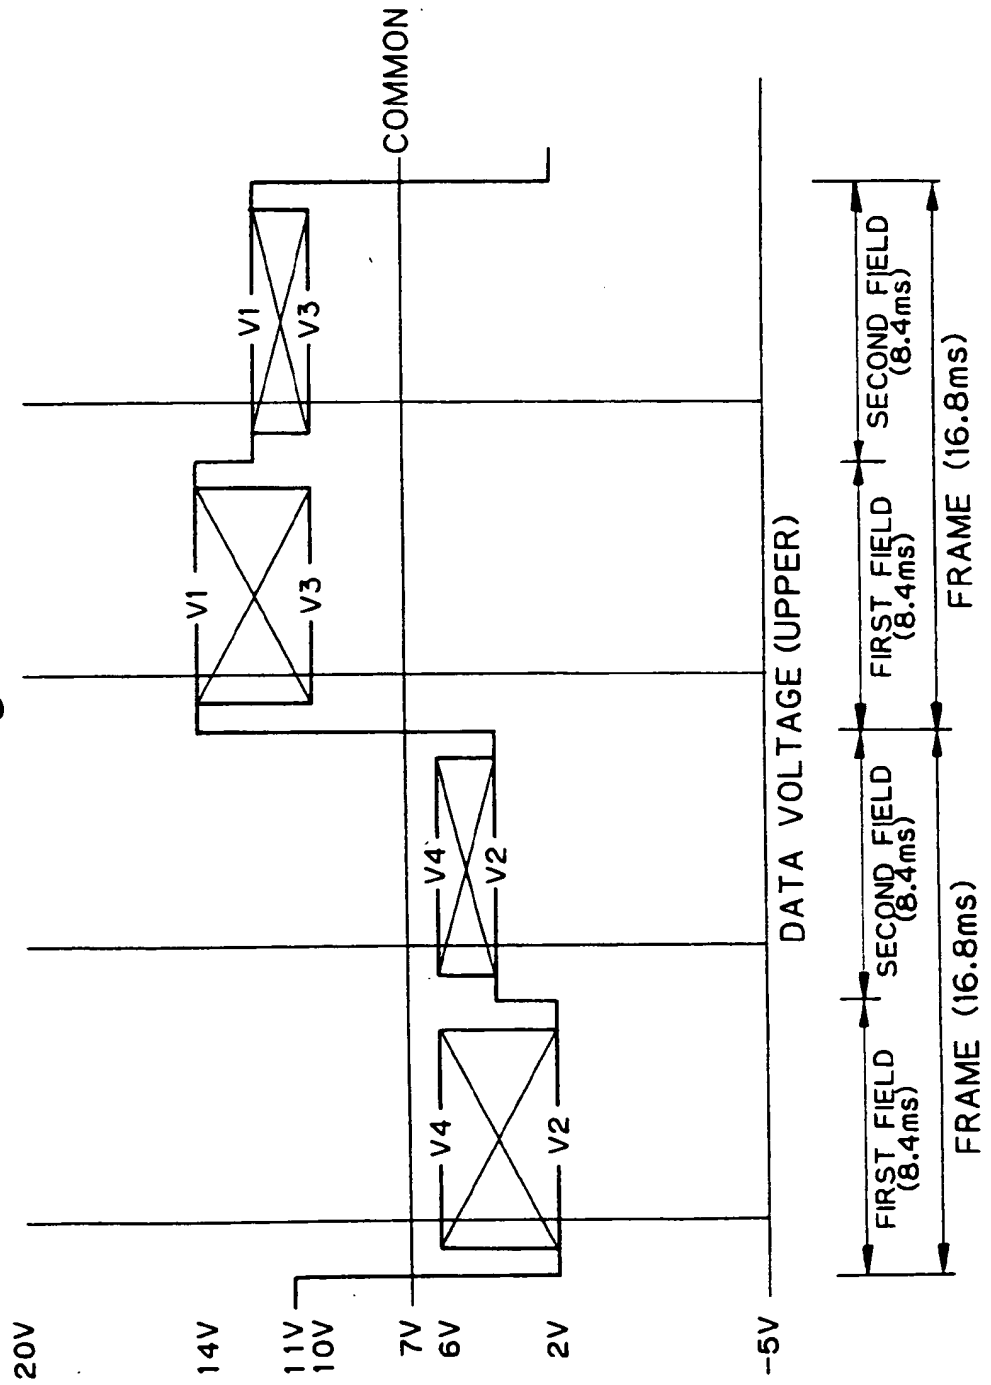 20V
14V
11V
10V
7V
6V
2V
-5V
COMMON
V4
V2
V4
V2
V1
V3
V1
V3
DATA VOLTAGE (UPPER)
FIRST FIELD
(8.4ms)
SECOND FIELD
(8.4ms)
FIRST FIELD
(8.4ms)
SECOND FIELD
(8.4ms)
FRAME (16.8ms)
FRAME (16.8ms)